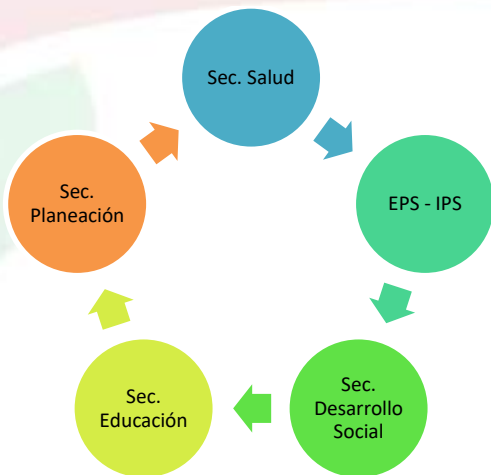 Sec. Salud
EPS - IPS
Sec.
Desarrollo
Social
Sec.
Educación
Sec.
Planeación